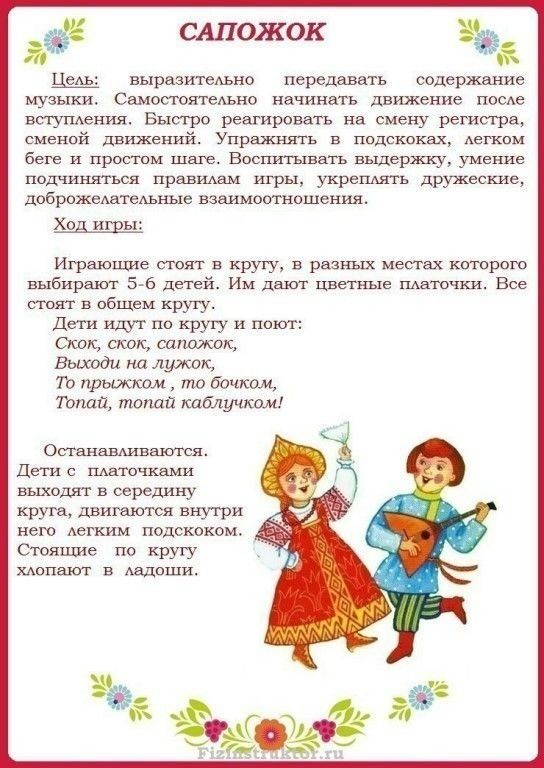 САПОЖОК
Цель: выразительно передавать содержание
музыки. Самостоятельно начинать движение после
вступления. Быстро реагировать на смену регистра,
сменой движений. Упражнять в подскоках, легком
беге и простом шаге. Воспитывать выдержку, умение
подчиняться правилам игры, укреплять дружеские,
доброжелательные взаимоотношения.
Ход игры:
Играющие стоят в кругу, в разных местах которого
выбирают 5-6 детей. Им дают цветные платочки. Все
стоят в общем кругу.
Дети идут по кругу и поют:
Скок, скок, сапожок,
Выходи на лужок,
То прыжком , то бочком,
Топай, топай каблучком!
Останавливаются.
Дети с платочками
выходят в середину
круга, двигаются внутри
него легким подскоком.
Стоящие по кругу
хлопают в ладоши.
Fizinstruktor.ru